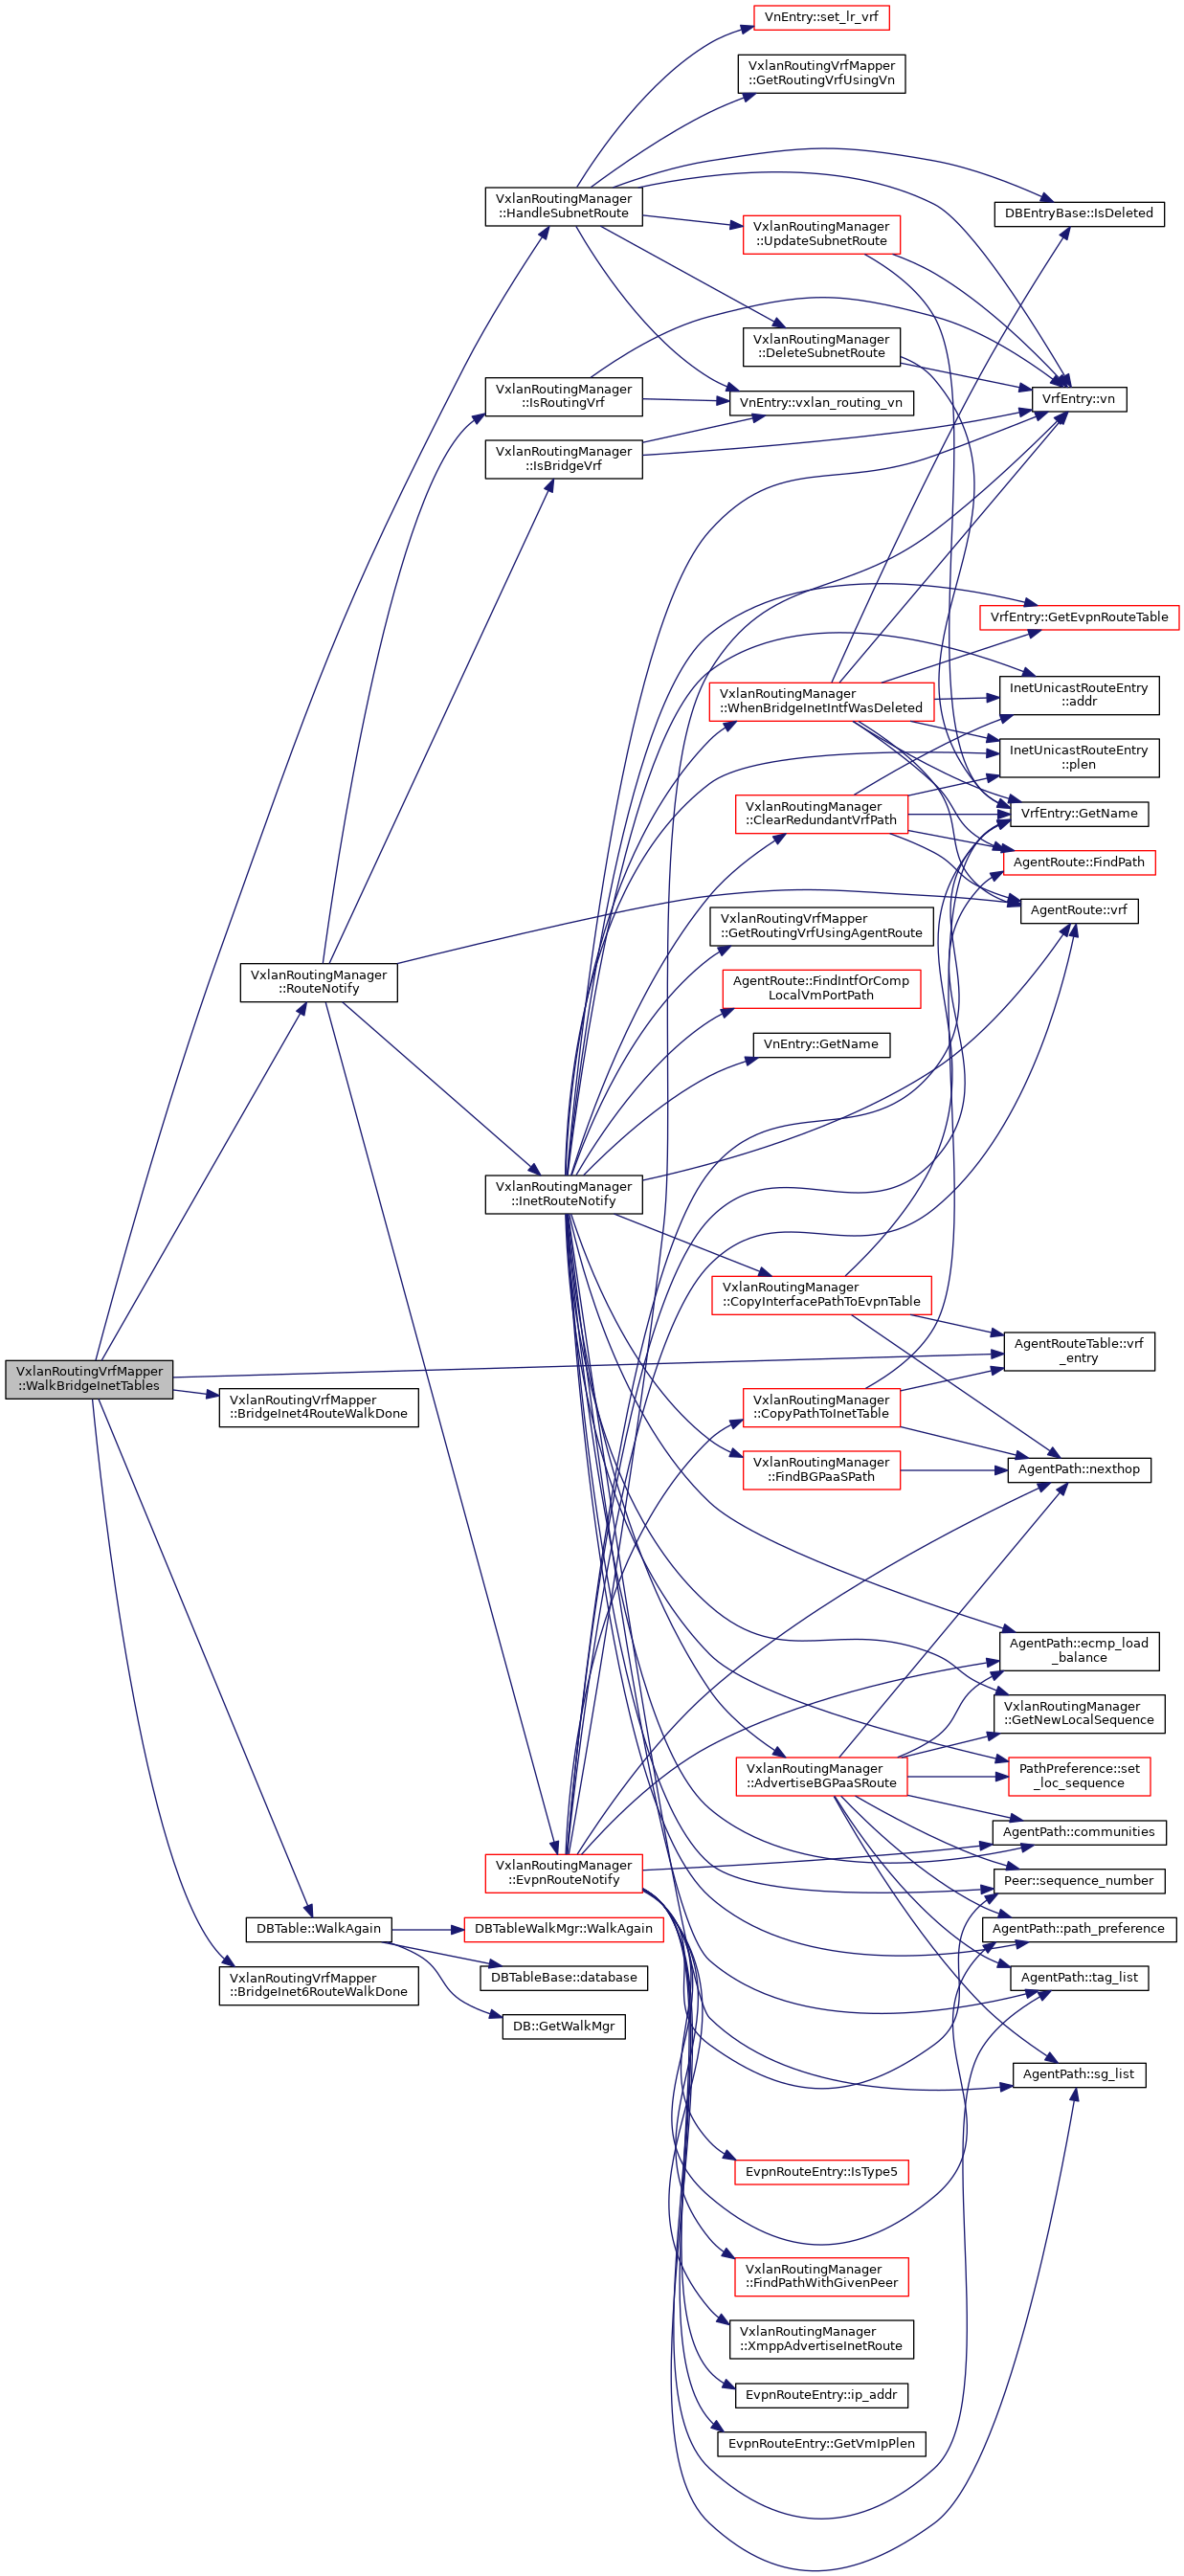 VnEntry::set_lr_vrf
VxlanRoutingVrfMapper
::GetRoutingVrfUsingVn
VxlanRoutingManager
::HandleSubnetRoute
DBEntryBase::IsDeleted
VxlanRoutingManager
::UpdateSubnetRoute
VxlanRoutingManager
::DeleteSubnetRoute
VxlanRoutingManager
::IsRoutingVrf
VnEntry::vxlan_routing_vn
VrfEntry::vn
VxlanRoutingManager
::IsBridgeVrf
VrfEntry::GetEvpnRouteTable
VxlanRoutingManager
::WhenBridgeInetIntfWasDeleted
InetUnicastRouteEntry
::addr
InetUnicastRouteEntry
::plen
VxlanRoutingManager
::ClearRedundantVrfPath
VrfEntry::GetName
AgentRoute::FindPath
AgentRoute::vrf
VxlanRoutingVrfMapper
::GetRoutingVrfUsingAgentRoute
VxlanRoutingManager
::RouteNotify
AgentRoute::FindIntfOrComp
LocalVmPortPath
VnEntry::GetName
VxlanRoutingManager
::InetRouteNotify
VxlanRoutingManager
::CopyInterfacePathToEvpnTable
AgentRouteTable::vrf
_entry
VxlanRoutingVrfMapper
::WalkBridgeInetTables
VxlanRoutingVrfMapper
::BridgeInet4RouteWalkDone
VxlanRoutingManager
::CopyPathToInetTable
VxlanRoutingManager
::FindBGPaaSPath
AgentPath::nexthop
AgentPath::ecmp_load
_balance
VxlanRoutingManager
::GetNewLocalSequence
VxlanRoutingManager
::AdvertiseBGPaaSRoute
PathPreference::set
_loc_sequence
AgentPath::communities
VxlanRoutingManager
::EvpnRouteNotify
Peer::sequence_number
DBTable::WalkAgain
DBTableWalkMgr::WalkAgain
AgentPath::path_preference
VxlanRoutingVrfMapper
::BridgeInet6RouteWalkDone
DBTableBase::database
AgentPath::tag_list
DB::GetWalkMgr
AgentPath::sg_list
EvpnRouteEntry::IsType5
VxlanRoutingManager
::FindPathWithGivenPeer
VxlanRoutingManager
::XmppAdvertiseInetRoute
EvpnRouteEntry::ip_addr
EvpnRouteEntry::GetVmIpPlen